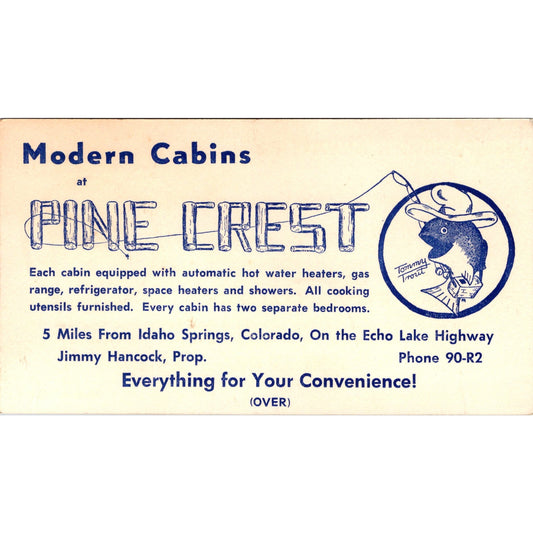 Modern Cabins
at
PINE CREST
Each cabin equipped with automatic hot water heaters, gas
range, refrigerator, space heaters and showers. All cooking
utensils furnished. Every cabin has two separate bedrooms.
Tommy
Trout
5 Miles From Idaho Springs, Colorado, On the Echo Lake Highway
Jimmy Hancock, Prop. Phone 90-R2
Everything for Your Convenience!
(OVER)